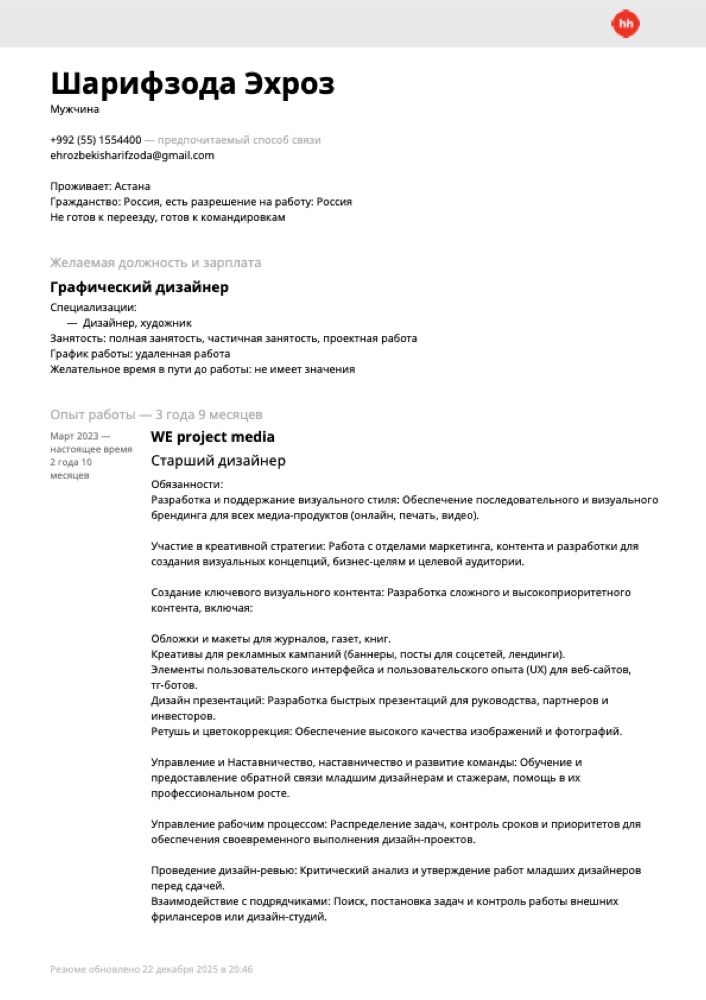 hh
Шарифзода Эхроз
Мужчина
+992 (55) 1554400 — предпочитаемый способ связи
ehrozbekisharifzoda@gmail.com
Проживает: Астана
Гражданство: Россия, есть разрешение на работу: Россия
Не готов к переезду, готов к командировкам
Желаемая должность и зарплата
Графический дизайнер
Специализации:
— Дизайнер, художник
Занятость: полная занятость, частичная занятость, проектная работа
График работы: удаленная работа
Желательное время в пути до работы: не имеет значения
Опыт работы — 3 года 9 месяцев
Март 2023 —
настоящее время
2 года 10
месяцев
WE project media
Старший дизайнер
Обязанности:
Разработка и поддержание визуального стиля: Обеспечение последовательного и визуального
брендинга для всех медиа-продуктов (онлайн, печать, видео).
Участие в креативной стратегии: Работа с отделами маркетинга, контента и разработки для
создания визуальных концепций, бизнес-целям и целевой аудитории.
Создание ключевого визуального контента: Разработка сложного и высокоприоритетного
контента, включая:
Обложки и макеты для журналов, газет, книг.
Креативы для рекламных кампаний (баннеры, посты для соцсетей, лендинги).
Элементы пользовательского интерфейса и пользовательского опыта (UX) для веб-сайтов,
тг-ботов.
Дизайн презентаций: Разработка быстрых презентаций для руководства, партнеров и
инвесторов.
Ретушь и цветокоррекция: Обеспечение высокого качества изображений и фотографий.
Управление и Наставничество, наставничество и развитие команды: Обучение и
предоставление обратной связи младшим дизайнерам и стажерам, помощь в их
профессиональном росте.
Управление рабочим процессом: Распределение задач, контроль сроков и приоритетов для
обеспечения своевременного выполнения дизайн-проектов.
Проведение дизайн-ревью: Критический анализ и утверждение работ младших дизайнеров
перед сдачей.
Взаимодействие с подрядчиками: Поиск, постановка задач и контроль работы внешних
фрилансеров или дизайн-студий.
Резюме обновлено 22 декабря 2025 в 20:46